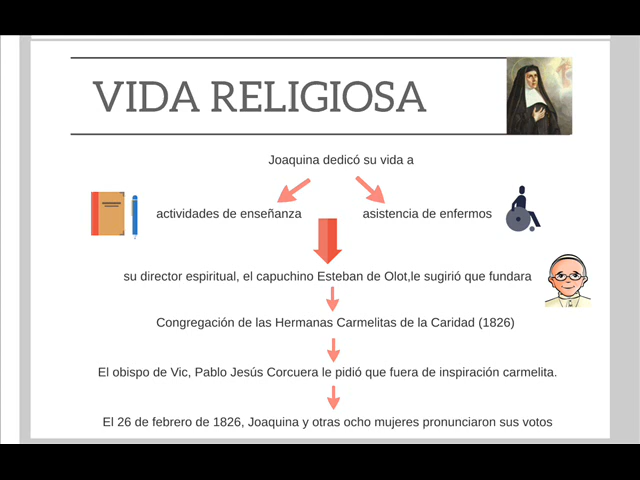 VIDA RELIGIOSA
Joaquina dedicó su vida a
actividades de enseñanza
asistencia de enfermos
su director espiritual, el capuchino Esteban de Olot,le sugirió que fundara
Congregación de las Hermanas Carmelitas de la Caridad (1826)
El obispo de Vic, Pablo Jesús Corcuera le pidió que fuera de inspiración carmelita.
El 26 de febrero de 1826, Joaquina y otras ocho mujeres pronunciaron sus votos